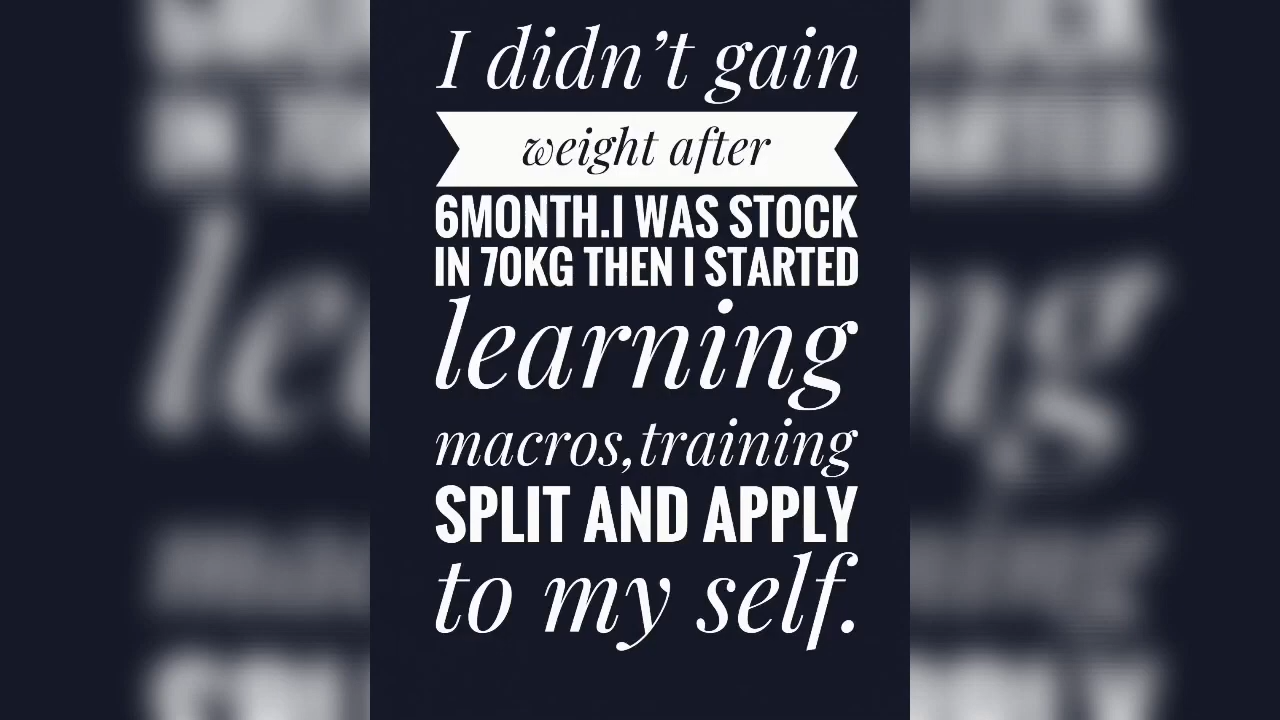 I didn’t gain
weight after
6MONTH.I WAS STOCK
IN 70KG THEN I STARTED
learning
macros,training
SPLIT AND APPLY
to my self.